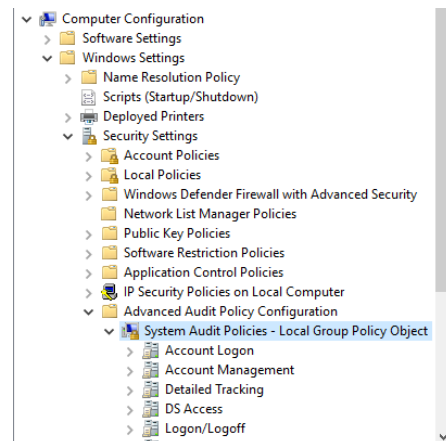 Computer Configuration
Software Settings
Windows Settings
Name Resolution Policy
Scripts (Startup/Shutdown)
Deployed Printers
Security Settings
Account Policies
Local Policies
Windows Defender Firewall with Advanced Security
Network List Manager Policies
Public Key Policies
Software Restriction Policies
Application Control Policies
IP Security Policies on Local Computer
Advanced Audit Policy Configuration
System Audit Policies - Local Group Policy Object
Account Logon
Account Management
Detailed Tracking
DS Access
Logon/Logoff